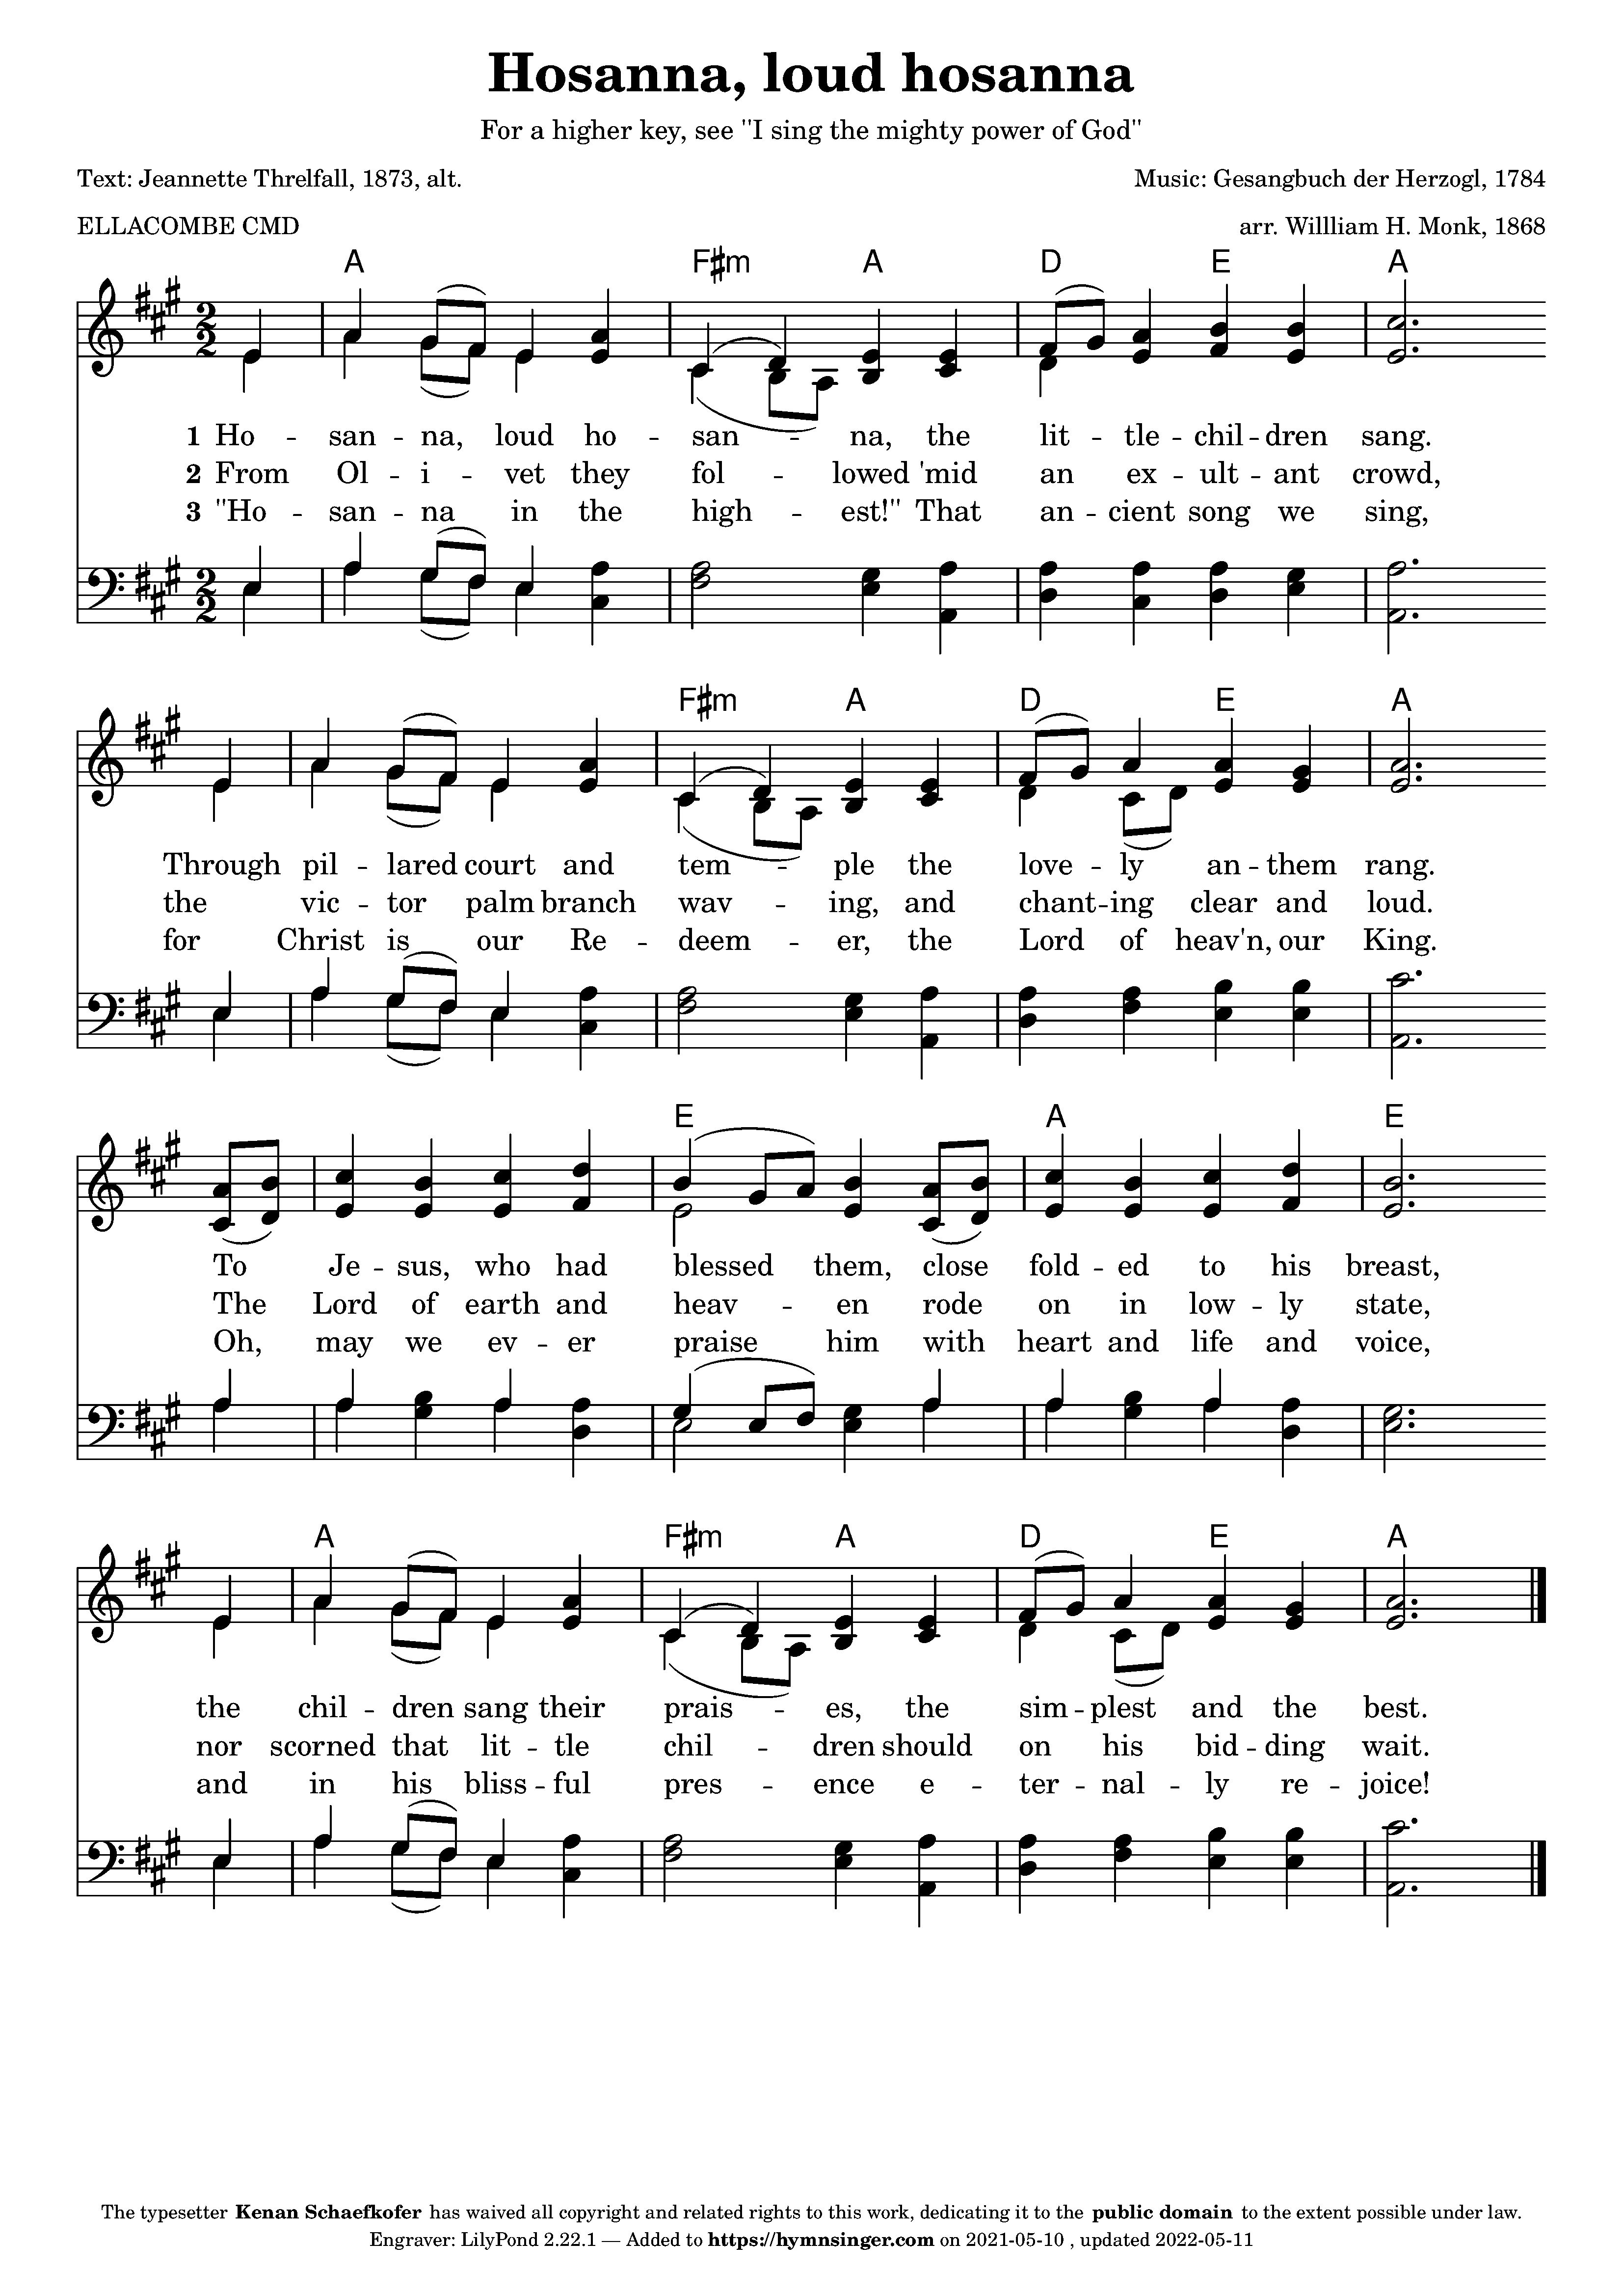 Hosanna, loud hosanna
For a higher key, see "I sing the mighty power of God"
Text: Jeannette Threlfall, 1873, alt.
Music: Gesangbuch der Herzogl, 1784
ELLACOMBE CMD
arr. Willliam H. Monk, 1868
A F♯m A D E A
1 Ho -- san -- na, loud ho -- san -- na, the lit -- tle -- chil -- dren sang.
2 From Ol -- i -- vet they fol -- lowed 'mid an ex -- ult -- ant crowd,
3 "Ho -- san -- na in the high -- est!" That an -- cient song we sing,
F♯m A D E A
Through pil -- lared court and tem -- ple the love -- ly an -- them rang.
the vic -- tor palm branch wav -- ing, and chant -- ing clear and loud.
for Christ is our Re -- deem -- er, the Lord of heav'n, our King.
E A E
To Je -- sus, who had blessed them, close fold -- ed to his breast,
The Lord of earth and heav -- en rode on in low -- ly state,
Oh, may we ev -- er praise him with heart and life and voice,
A F♯m A D E A
the chil -- dren sang their prais -- es, the sim -- plest and the best.
nor scorned that lit -- tle chil -- dren should on his bid -- ding wait.
and in his bliss -- ful pres -- ence e -- ter -- nal -- ly re -- joice!
The typesetter Kenan Schaefkofer has waived all copyright and related rights to this work, dedicating it to the public domain to the extent possible under law.
Engraver: LilyPond 2.22.1 — Added to https://hymnsinger.com on 2021-05-10 , updated 2022-05-11